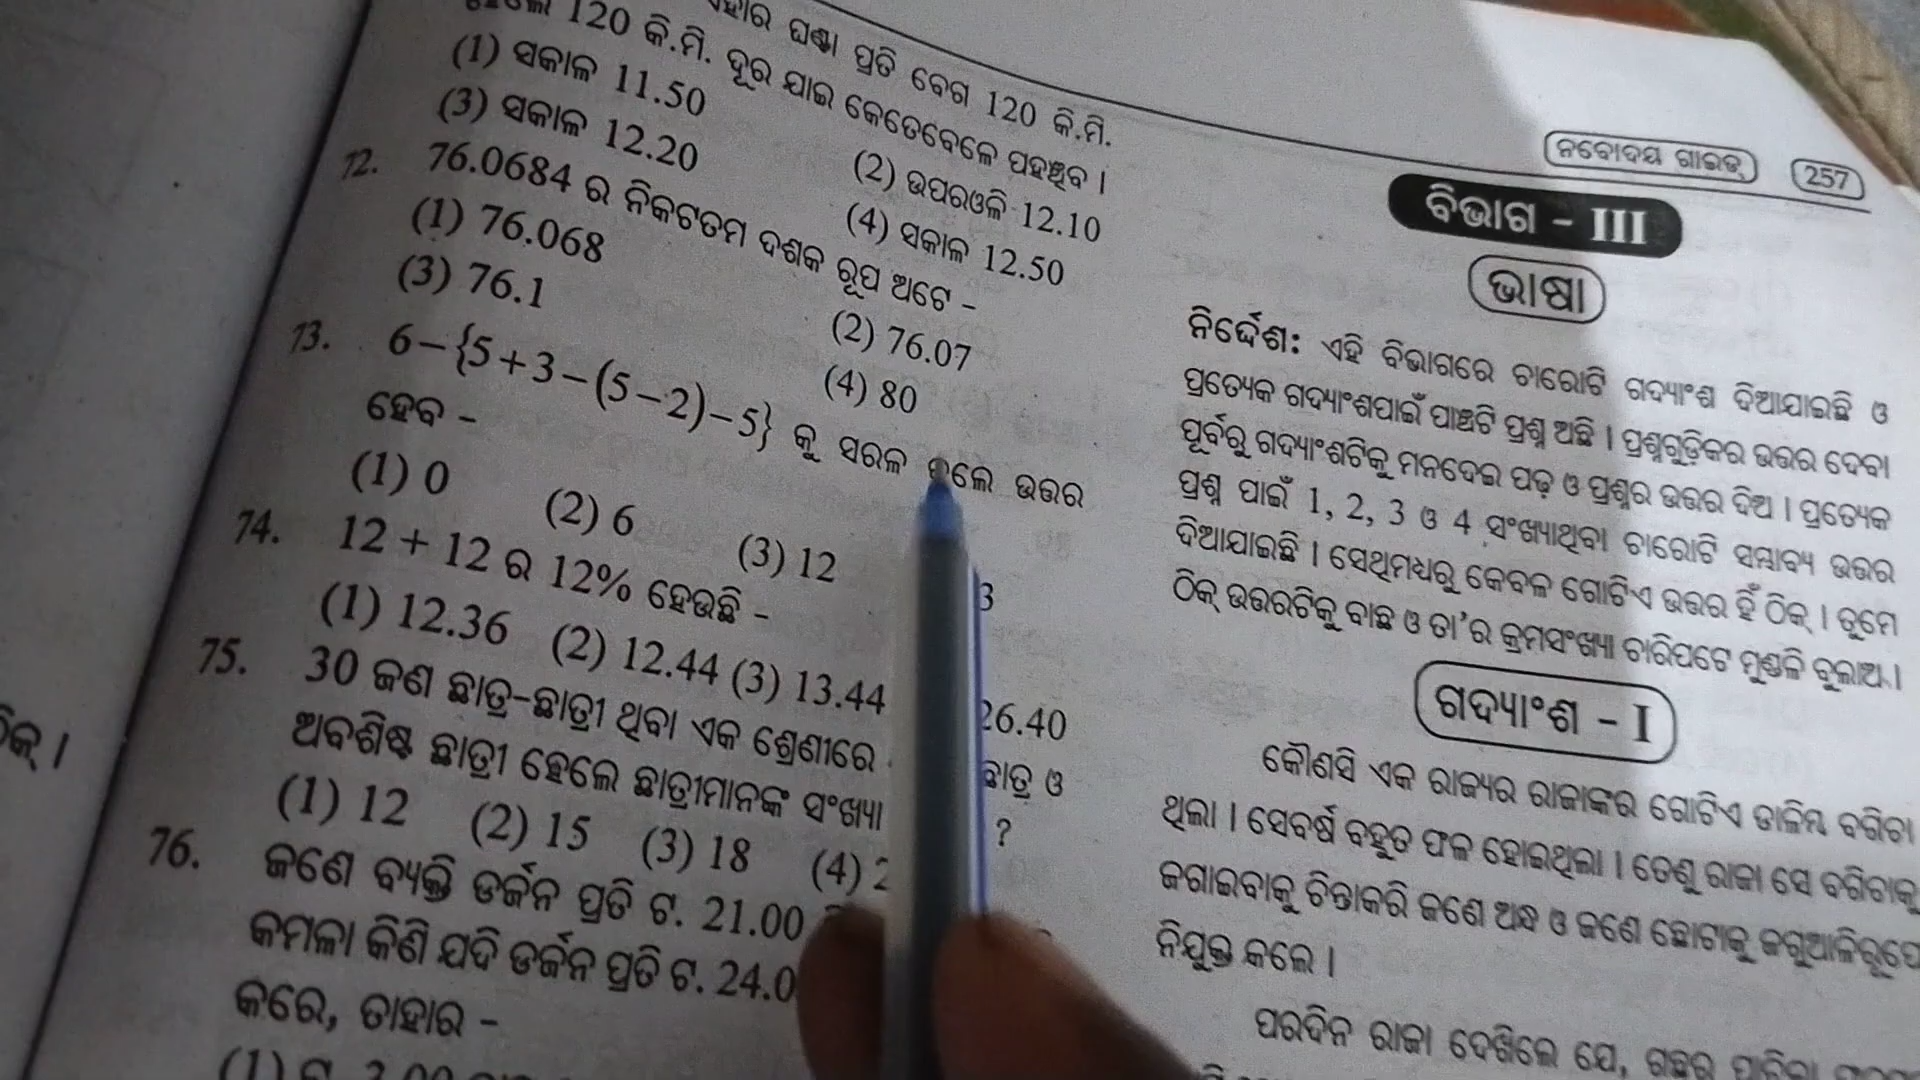 ଘଣ୍ଟା ପ୍ରତି ବେଗ 120 କି.ମି.
120 କି.ମି. ଦୂର ଯାଇ କେତେବେଳେ ପହଞ୍ଚିବ ।
(1) ସକାଳ 11.50 (2) ଉପରଓଳି 12.10
(3) ସକାଳ 12.20 (4) ସକାଳ 12.50
72. 76.0684 ର ନିକଟତମ ଦଶକ ରୂପ ଅଟେ -
(1) 76.068 (2) 76.07
(3) 76.1 (4) 80
73. 6-{5+3-(5-2)-5} କୁ ସରଳ କଲେ ଉତ୍ତର
ହେବ -
(1) 0 (2) 6 (3) 12 3
74. 12 + 12 ର 12% ହେଉଛି -
(1) 12.36 (2) 12.44 (3) 13.44 26.40
75. 30 ଜଣ ଛାତ୍ର-ଛାତ୍ରୀ ଥିବା ଏକ ଶ୍ରେଣୀରେ ଛାତ୍ର ଓ
ଅବଶିଷ୍ଟ ଛାତ୍ରୀ ହେଲେ ଛାତ୍ରୀମାନଙ୍କ ସଂଖ୍ୟା ?
(1) 12 (2) 15 (3) 18 (4) 2
76. ଜଣେ ବ୍ୟକ୍ତି ଡର୍ଜନ ପ୍ରତି ଟ. 21.00
କମଳା କିଣି ଯଦି ଡର୍ଜନ ପ୍ରତି ଟ. 24.0
କରେ, ତାହାର -
(1) ଟ.
ଠିକ୍ ।
ନବୋଦୟ ଗାଇଡ୍ 257
ବିଭାଗ - III
ଭାଷା
ନିର୍ଦ୍ଦେଶ: ଏହି ବିଭାଗରେ ଚାରୋଟି ଗଦ୍ୟାଂଶ ଦିଆଯାଇଛି ଓ
ପ୍ରତ୍ୟେକ ଗଦ୍ୟାଂଶପାଇଁ ପାଞ୍ଚଟି ପ୍ରଶ୍ନ ଅଛି । ପ୍ରଶ୍ନଗୁଡ଼ିକର ଉତ୍ତର ଦେବା
ପୂର୍ବରୁ ଗଦ୍ୟାଂଶଟିକୁ ମନଦେଇ ପଢ଼ ଓ ପ୍ରଶ୍ନର ଉତ୍ତର ଦିଅ । ପ୍ରତ୍ୟେକ
ପ୍ରଶ୍ନ ପାଇଁ 1, 2, 3 ଓ 4 ସଂଖ୍ୟାଥିବା ଚାରୋଟି ସମ୍ଭାବ୍ୟ ଉତ୍ତର
ଦିଆଯାଇଛି । ସେଥିମଧ୍ୟରୁ କେବଳ ଗୋଟିଏ ଉତ୍ତର ହିଁ ଠିକ୍ । ତୁମେ
ଠିକ୍ ଉତ୍ତରଟିକୁ ବାଛ ଓ ତା'ର କ୍ରମସଂଖ୍ୟା ଚାରିପଟେ ମୁଣ୍ଡଳି ବୁଲାଅ ।
ଗଦ୍ୟାଂଶ - I
କୌଣସି ଏକ ରାଜ୍ୟର ରାଜାଙ୍କର ଗୋଟିଏ ଡାଳିମ୍ବ ବଗିଚା
ଥିଲା । ସେବର୍ଷ ବହୁତ ଫଳ ହୋଇଥିଲା । ତେଣୁ ରାଜା ସେ ବଗିଚାକୁ
ଜଗାଇବାକୁ ଚିନ୍ତାକରି ଜଣେ ଅନ୍ଧ ଓ ଜଣେ ଛୋଟାକୁ ଜଗୁଆଳିରୂପେ
ନିଯୁକ୍ତ କଲେ ।
ପରଦିନ ରାଜା ଦେଖିଲେ ଯେ, ଗଛର